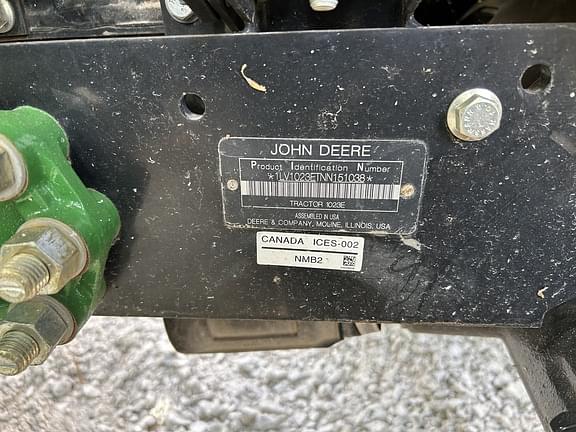 JOHN DEERE
Product Identification Number
*1LV1023ETNN151038*
TRACTOR 1023E
ASSEMBLED IN USA
DEERE & COMPANY, MOLINE, ILLINOIS, USA
CANADA ICES-002
NMB2